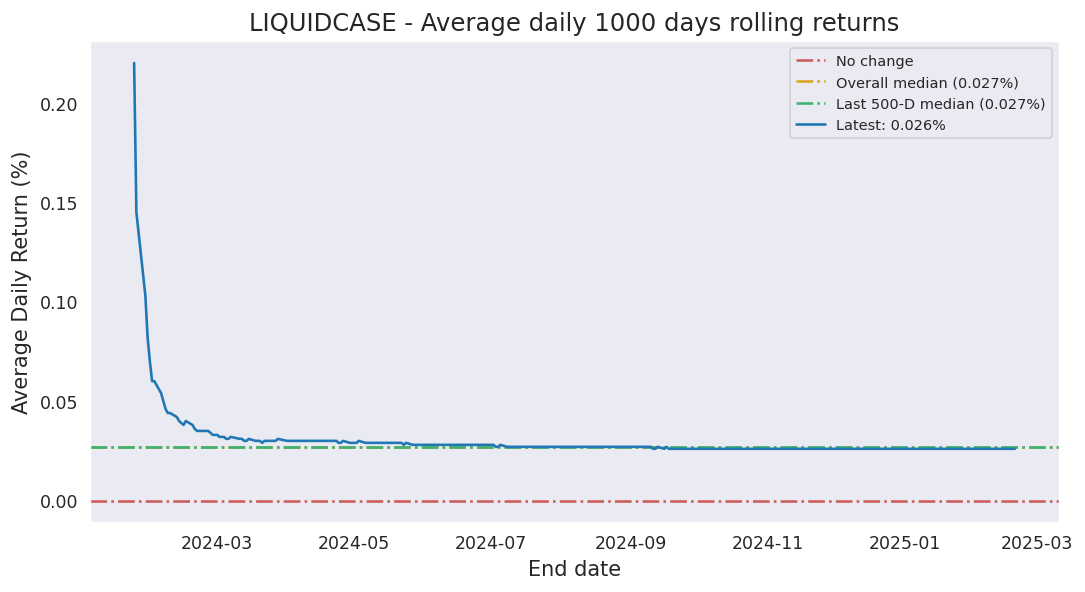 LIQUIDCASE - Average daily 1000 days rolling returns
No change
Overall median (0.027%)
Last 500-D median (0.027%)
Latest: 0.026%
Average Daily Return (%)
0.20
0.15
0.10
0.05
0.00
2024-03 2024-05 2024-07 2024-09 2024-11 2025-01 2025-03
End date